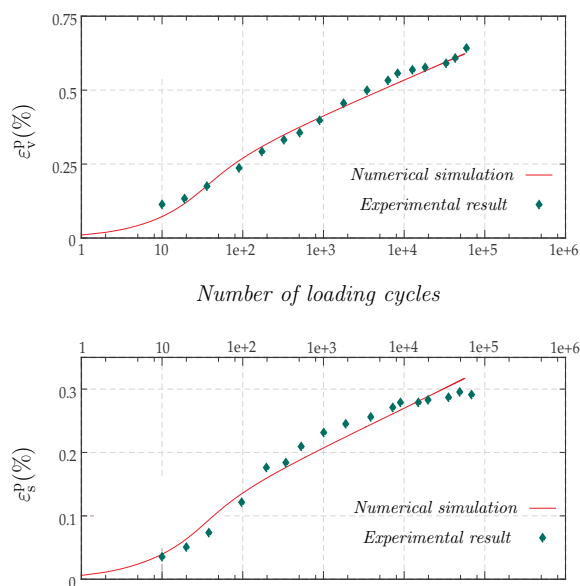 0.75
0.5
0.25
0
ε_v^p(%)
Numerical simulation
Experimental result
1 10 1e+2 1e+3 1e+4 1e+5 1e+6
Number of loading cycles
1 10 1e+2 1e+3 1e+4 1e+5 1e+6
0.3
0.2
0.1
0
ε_s^p(%)
Numerical simulation
Experimental result